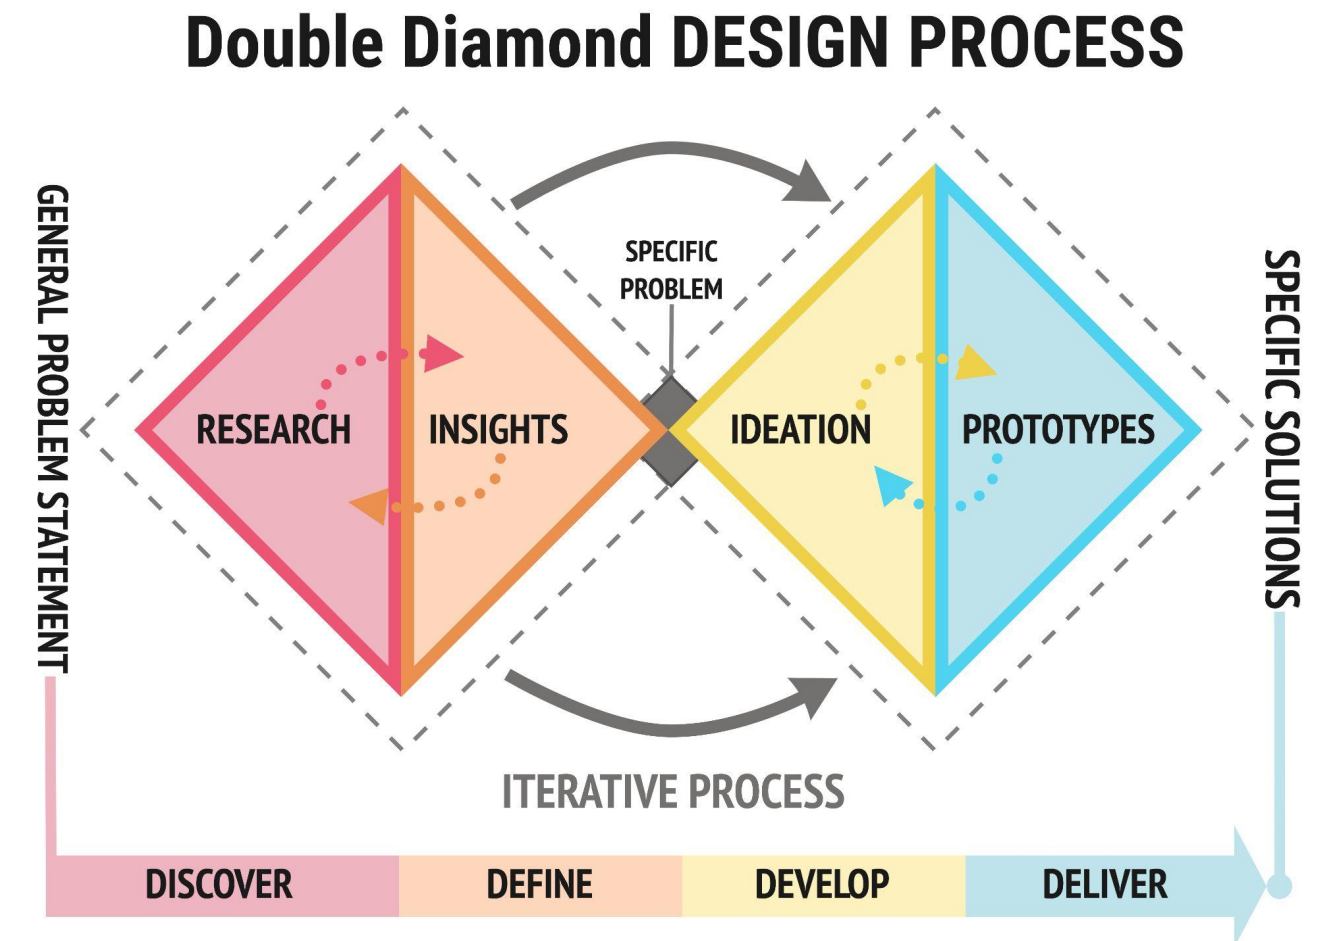 Double Diamond DESIGN PROCESS
GENERAL PROBLEM STATEMENT
SPECIFIC
PROBLEM
RESEARCH
INSIGHTS
IDEATION
PROTOTYPES
SPECIFIC SOLUTIONS
ITERATIVE PROCESS
DISCOVER
DEFINE
DEVELOP
DELIVER